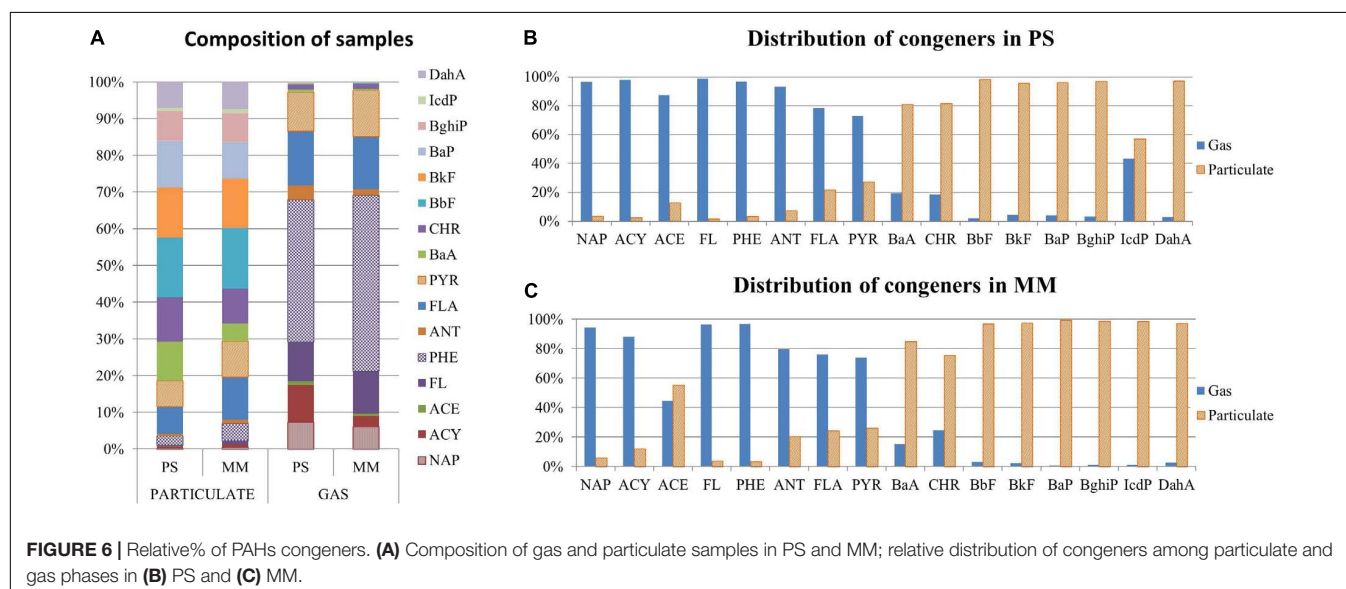 A
Composition of samples
100%
90%
80%
70%
60%
50%
40%
30%
20%
10%
0%
PS MM PS MM
PARTICULATE GAS
DahA
IcdP
BghiP
BaP
BkF
BbF
CHR
BaA
PYR
FLA
ANT
PHE
FL
ACE
ACY
NAP
B
Distribution of congeners in PS
100%
80%
60%
40%
20%
0%
NAP ACY ACE FL PHE ANT FLA PYR BaA CHR BbF BkF BaP BghiP IcdP DahA
Gas
Particulate
C
Distribution of congeners in MM
100%
80%
60%
40%
20%
0%
NAP ACY ACE FL PHE ANT FLA PYR BaA CHR BbF BkF BaP BghiP IcdP DahA
Gas
Particulate
FIGURE 6 | Relative% of PAHs congeners. (A) Composition of gas and particulate samples in PS and MM; relative distribution of congeners among particulate and
gas phases in (B) PS and (C) MM.